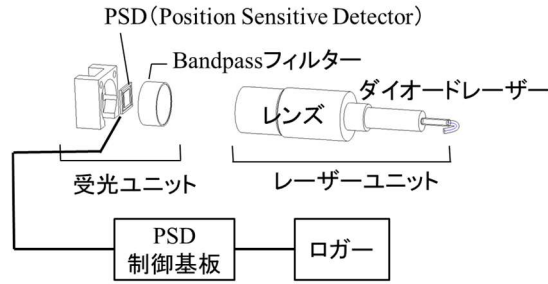 PSD（Position Sensitive Detector）
Bandpassフィルター
ダイオードレーザー
レンズ
受光ユニット
レーザーユニット
PSD
制御基板
ロガー